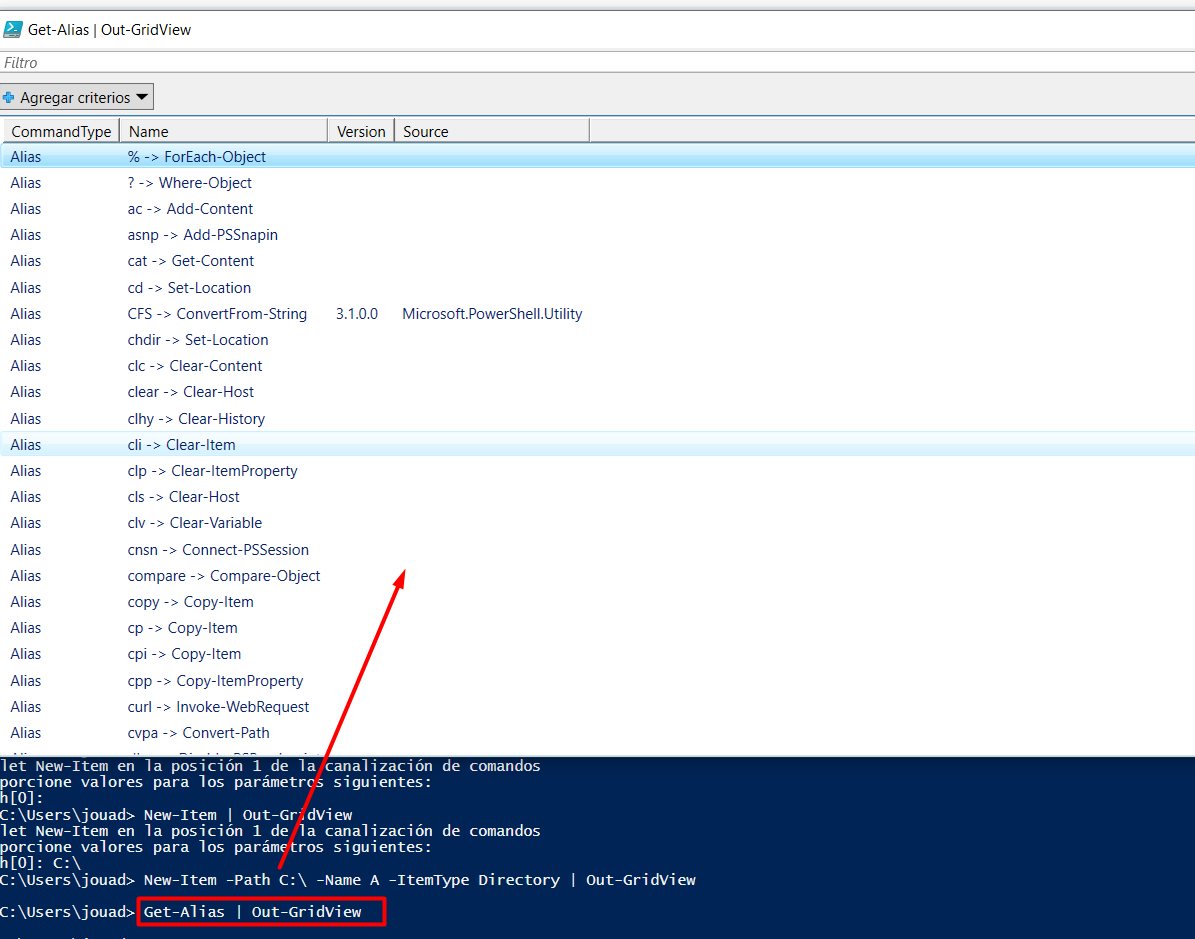 Get-Alias | Out-GridView
Filtro
Agregar criterios
CommandType Name Version Source
Alias % -> ForEach-Object
Alias ? -> Where-Object
Alias ac -> Add-Content
Alias asnp -> Add-PSSnapin
Alias cat -> Get-Content
Alias cd -> Set-Location
Alias CFS -> ConvertFrom-String 3.1.0.0 Microsoft.PowerShell.Utility
Alias chdir -> Set-Location
Alias clc -> Clear-Content
Alias clear -> Clear-Host
Alias clhy -> Clear-History
Alias cli -> Clear-Item
Alias clp -> Clear-ItemProperty
Alias cls -> Clear-Host
Alias clv -> Clear-Variable
Alias cnsn -> Connect-PSSession
Alias compare -> Compare-Object
Alias copy -> Copy-Item
Alias cp -> Copy-Item
Alias cpi -> Copy-Item
Alias cpp -> Copy-ItemProperty
Alias curl -> Invoke-WebRequest
Alias cvpa -> Convert-Path
let New-Item en la posición 1 de la canalización de comandos
porcione valores para los parámetros siguientes:
h[0]:
C:\Users\jouad> New-Item | Out-GridView
let New-Item en la posición 1 de la canalización de comandos
porcione valores para los parámetros siguientes:
h[0]: C:\
C:\Users\jouad> New-Item -Path C:\ -Name A -ItemType Directory | Out-GridView
C:\Users\jouad> Get-Alias | Out-GridView